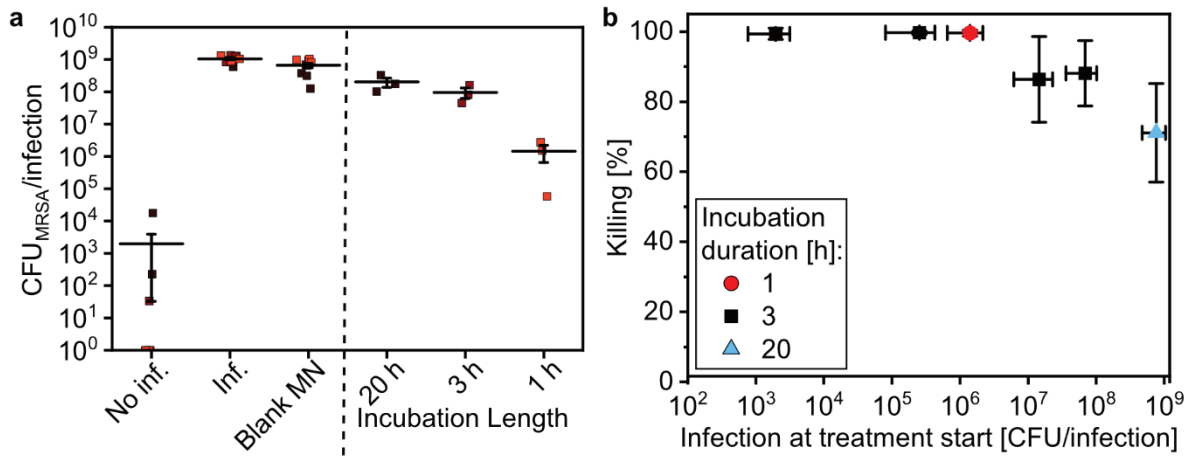 a
CFU_MRSA/infection
10^10
10^9
10^8
10^7
10^6
10^5
10^4
10^3
10^2
10^1
10^0
No inf.
Inf.
Blank MN
20 h
3 h
1 h
Incubation Length
b
Killing [%]
100
80
60
40
20
0
Incubation
duration [h]:
1
3
20
10^2
10^3
10^4
10^5
10^6
10^7
10^8
10^9
Infection at treatment start [CFU/infection]